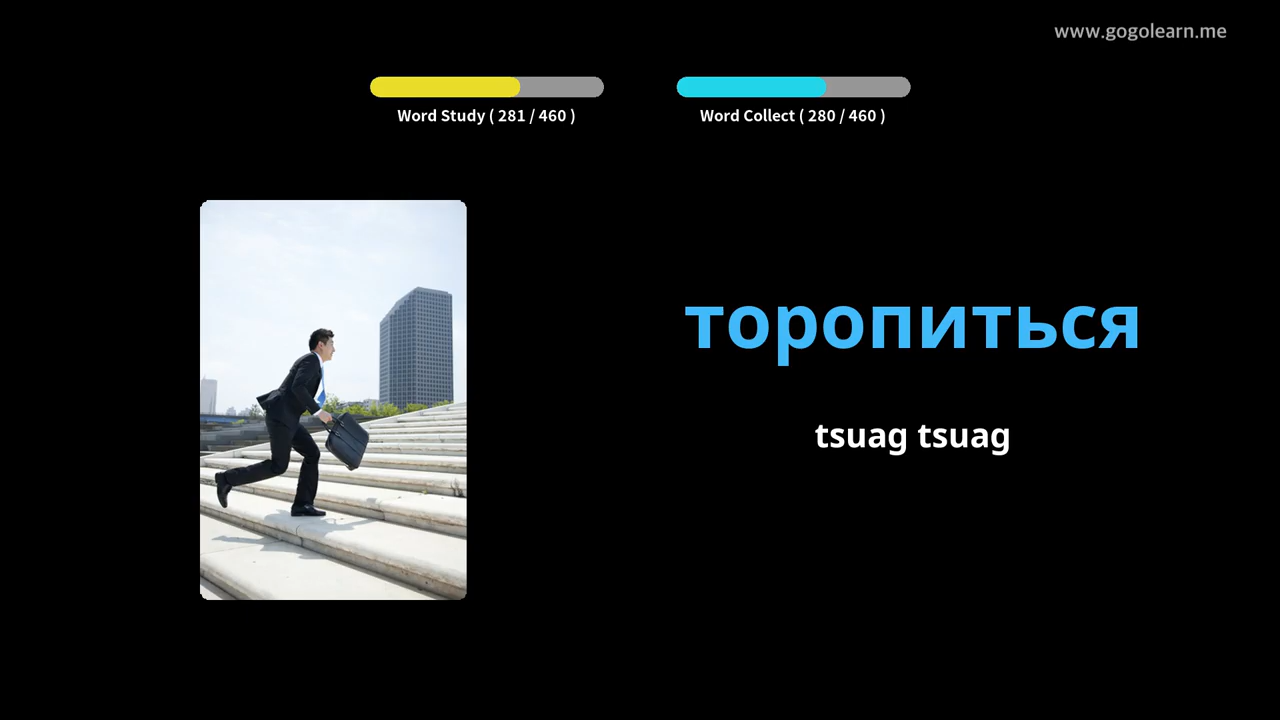 www.gogolearn.me
Word Study ( 281 / 460 )
Word Collect ( 280 / 460 )
торопиться
tsuag tsuag